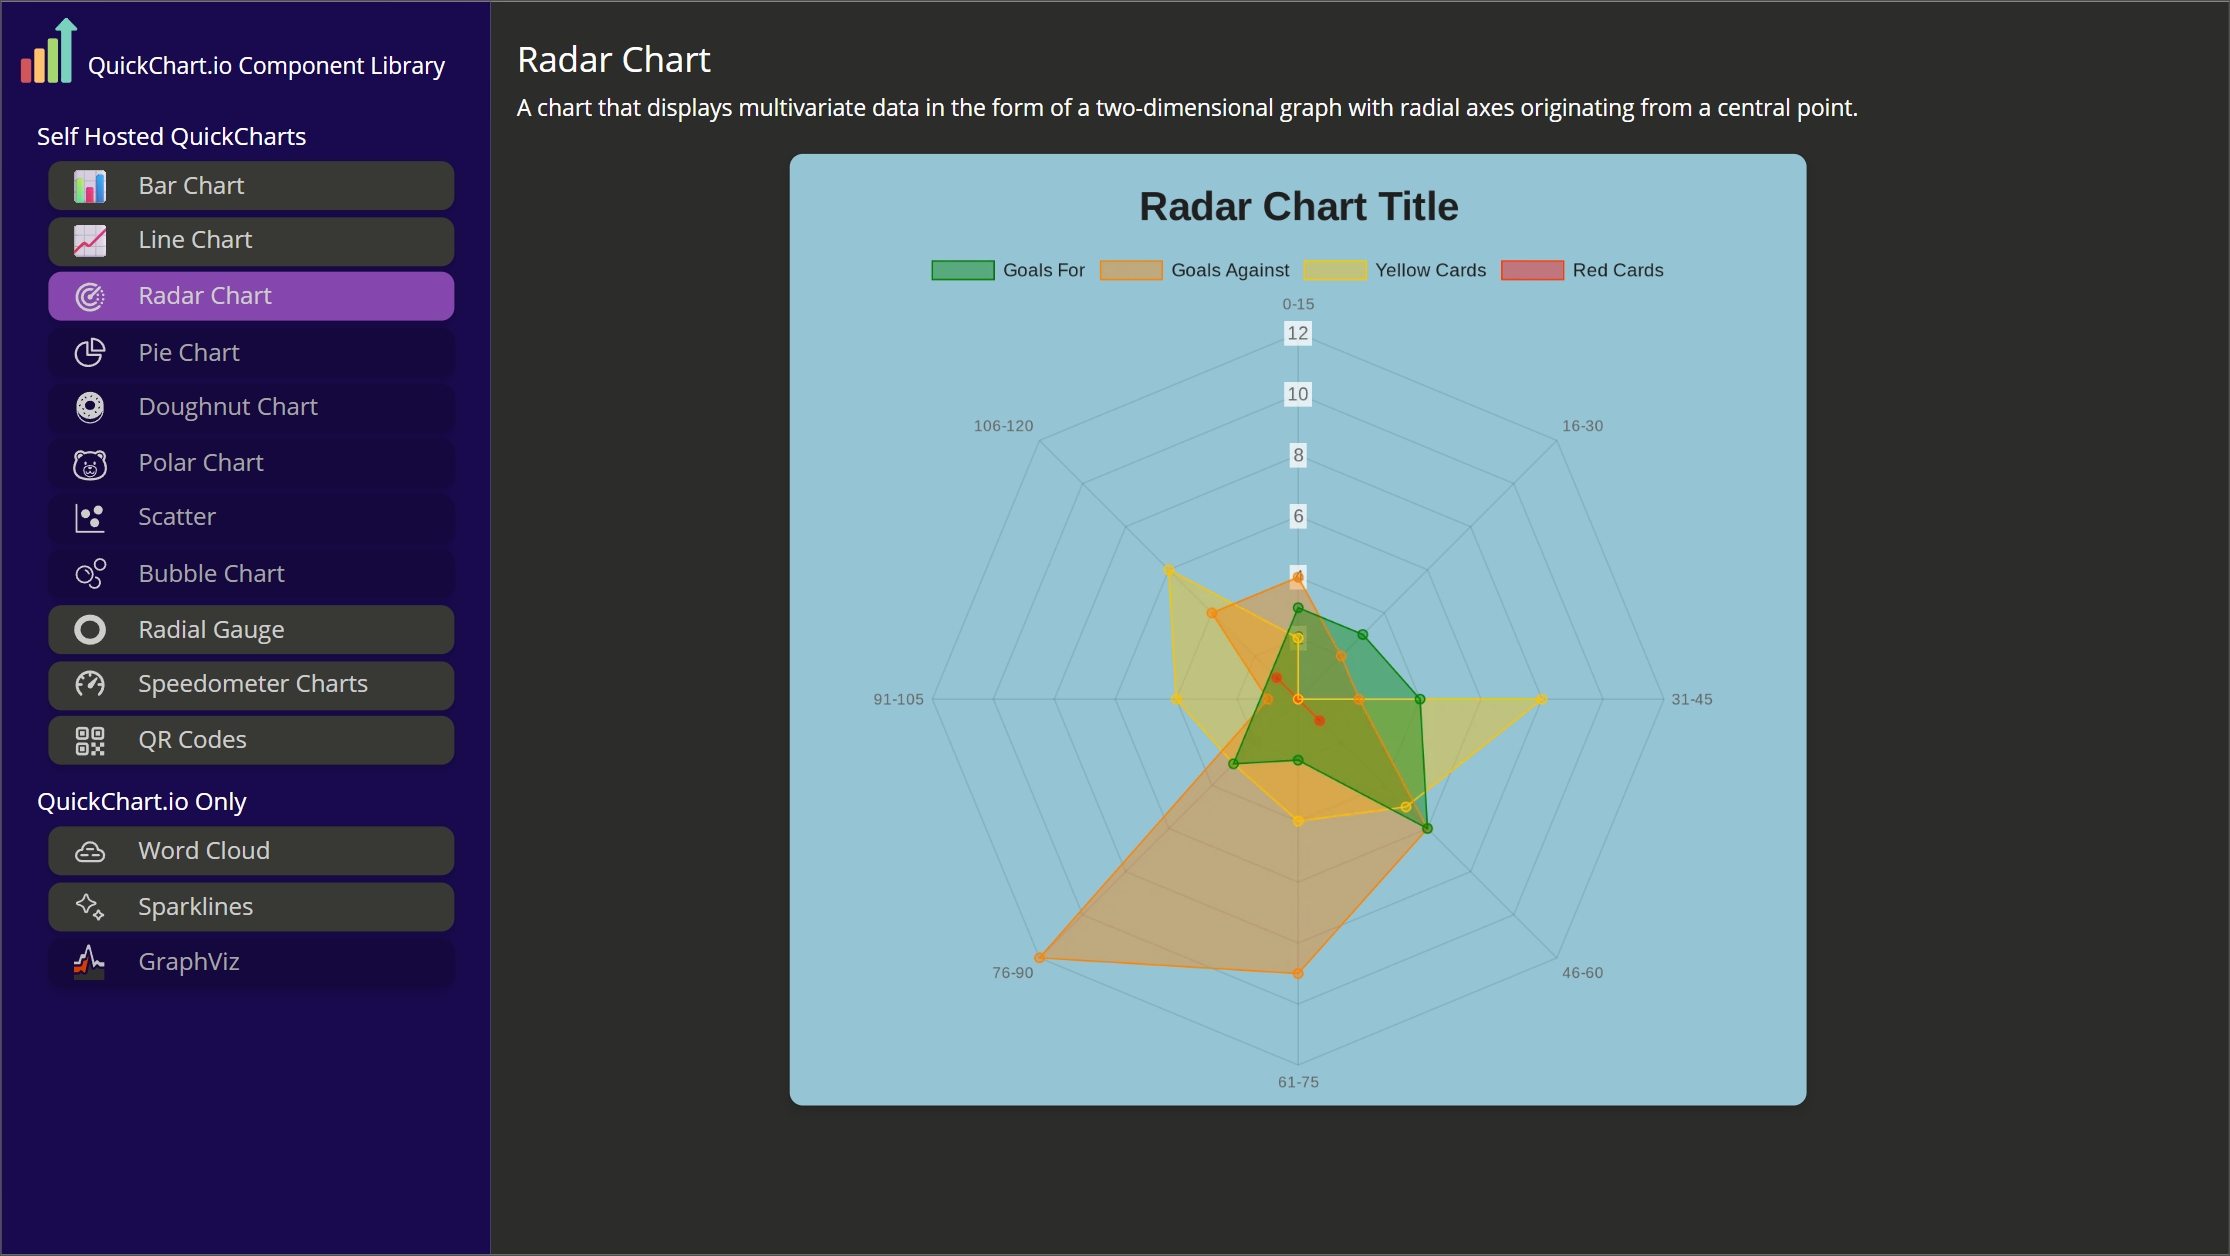 QuickChart.io Component Library
Self Hosted QuickCharts
Bar Chart
Line Chart
Radar Chart
Pie Chart
Doughnut Chart
Polar Chart
Scatter
Bubble Chart
Radial Gauge
Speedometer Charts
QR Codes
QuickChart.io Only
Word Cloud
Sparklines
GraphViz
Radar Chart
A chart that displays multivariate data in the form of a two-dimensional graph with radial axes originating from a central point.
Radar Chart Title
Goals For Goals Against Yellow Cards Red Cards
0-15
12
10
106-120 16-30
8
6
4
2
91-105 31-45
76-90 46-60
61-75